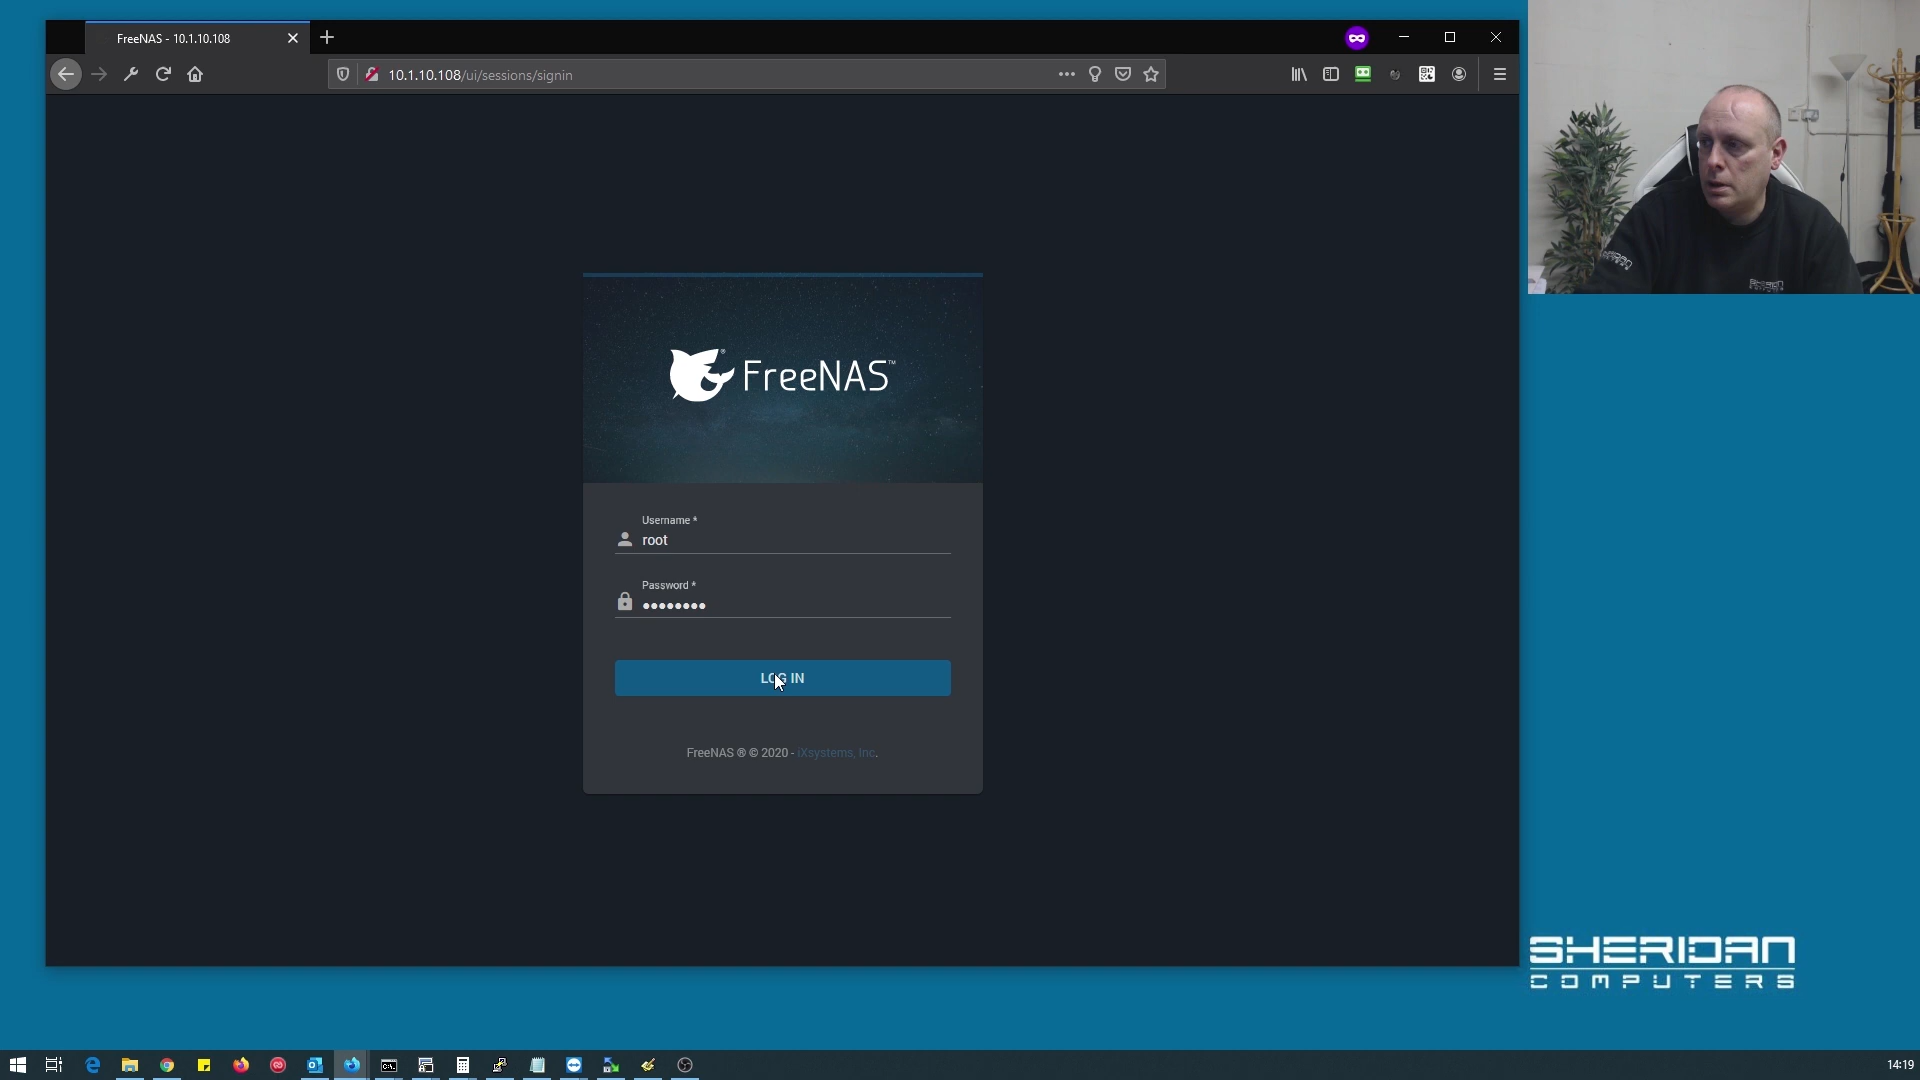 FreeNAS - 10.1.10.108
10.1.10.108/ui/sessions/signin
FreeNAS™
Username *
root
Password *
LOG IN
FreeNAS ® © 2020 - iXsystems, Inc.
SHERIDAN
COMPUTERS
14:19